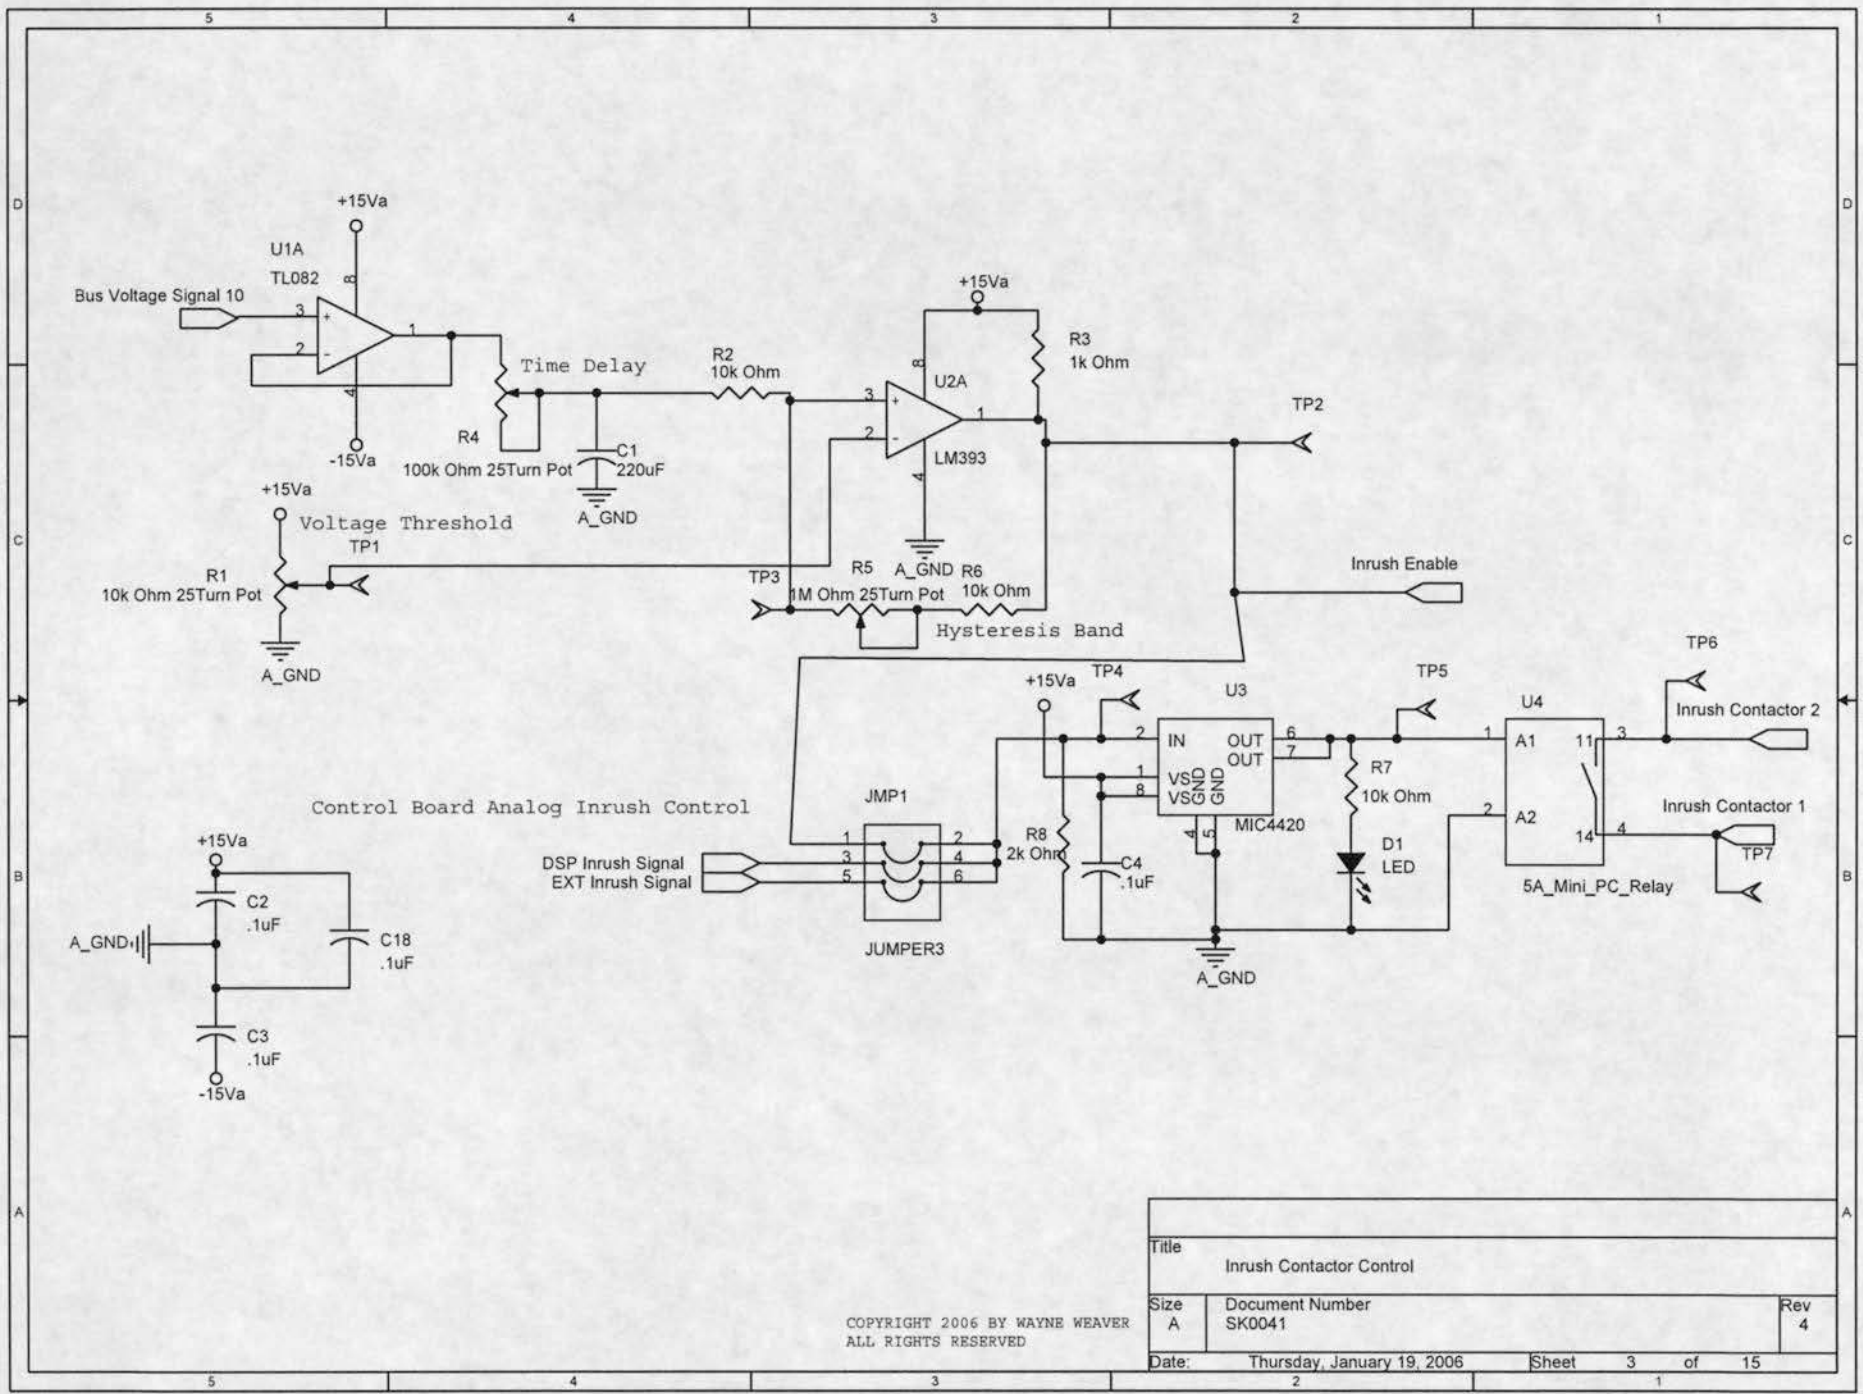 5 4 3 2 1
D D
+15Va
U1A
TL082
8
Bus Voltage Signal 10
3 +
2 -
1
4
-15Va
+15Va
R3
1k Ohm
R2
10k Ohm
Time Delay
8
U2A
3 +
2 -
1
LM393
4
TP2
R4
100k Ohm 25Turn Pot
C1
220uF
A_GND
+15Va
Voltage Threshold
TP1
C C
R1
10k Ohm 25Turn Pot
A_GND
TP3
R5
1M Ohm 25Turn Pot
A_GND
R6
10k Ohm
Hysteresis Band
Inrush Enable
TP6
TP4
+15Va
U3
TP5
U4
Inrush Contactor 2
2 IN OUT 6
OUT 7
1 VS
8 VS
GND GND
4 5
MIC4420
R7
10k Ohm
1 A1 11 3
2 A2
14 4
Inrush Contactor 1
TP7
5A_Mini_PC_Relay
Control Board Analog Inrush Control
JMP1
1 2
DSP Inrush Signal 3 4
EXT Inrush Signal 5 6
JUMPER3
R8
2k Ohm
C4
.1uF
D1
LED
A_GND
B B
+15Va
C2
.1uF
A_GND
C18
.1uF
C3
.1uF
-15Va
A A
Title
Inrush Contactor Control
Size Document Number Rev
A SK0041 4
Date: Thursday, January 19, 2006 Sheet 3 of 15
COPYRIGHT 2006 BY WAYNE WEAVER
ALL RIGHTS RESERVED
5 4 3 2 1